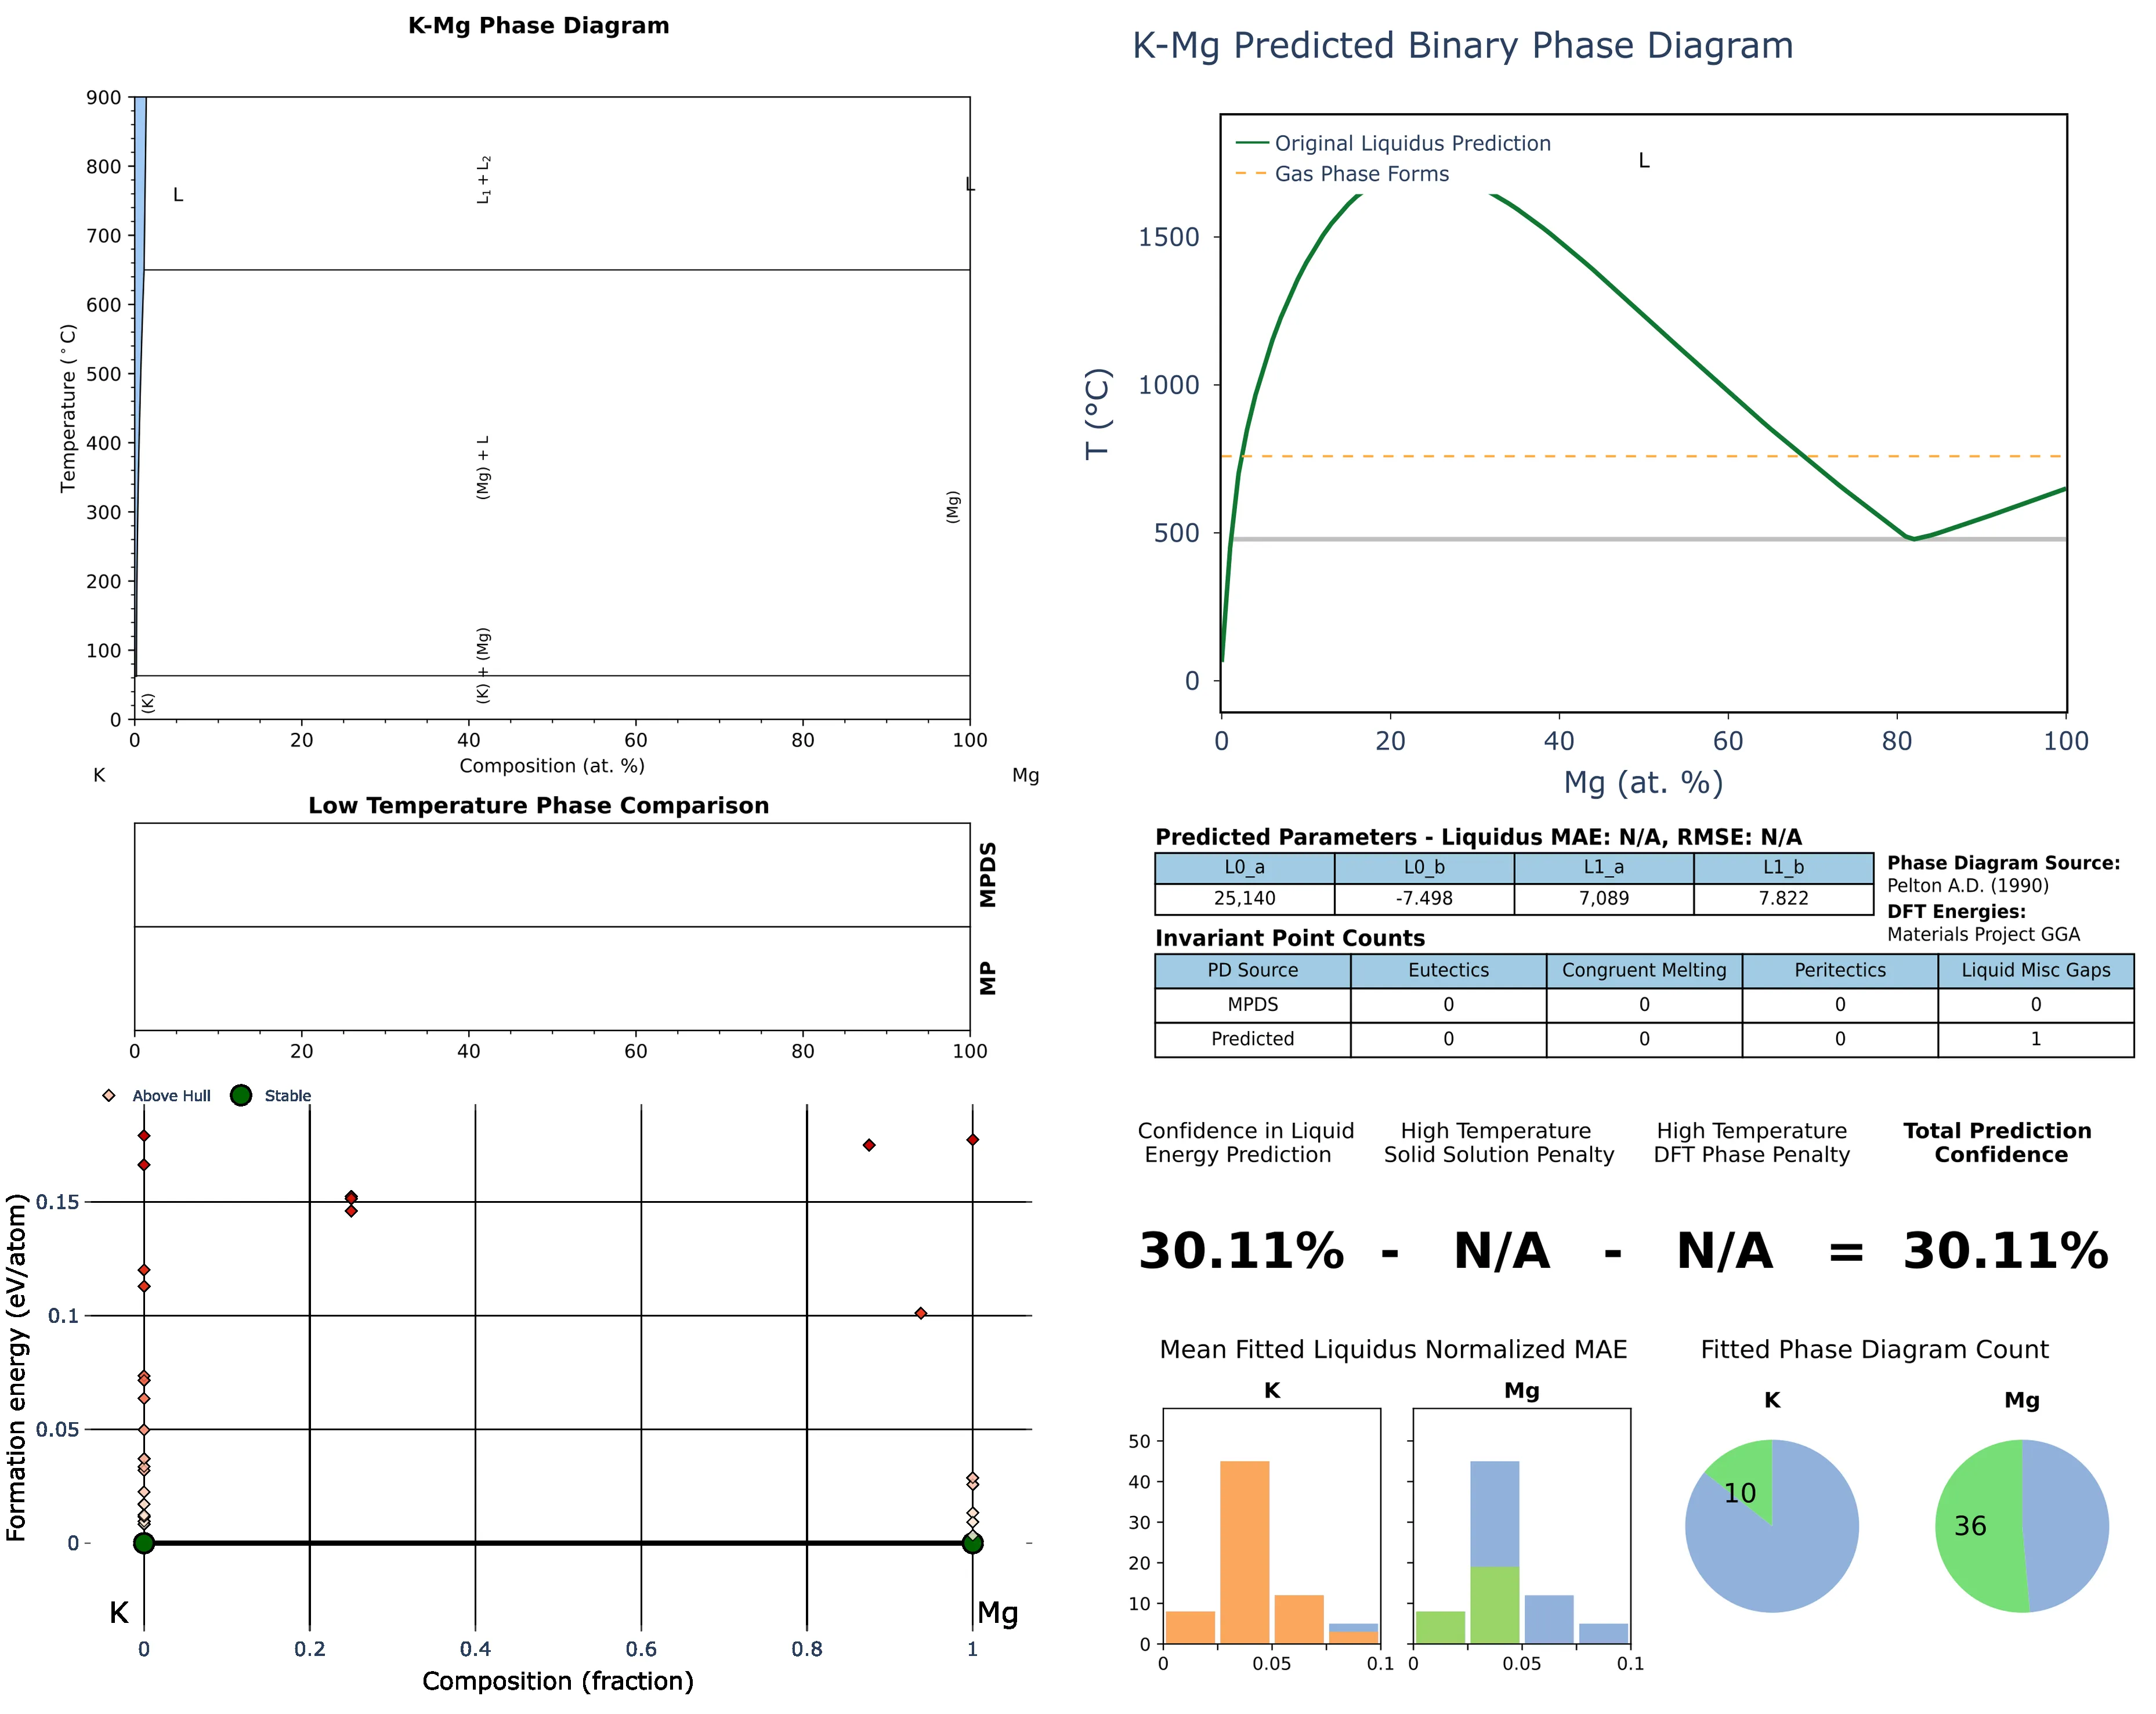 K-Mg Phase Diagram
900
800
700
600
500
400
300
200
100
0
Temperature (°C)
L
L₁ + L₂
L
(Mg) + L
(Mg)
(K) + (Mg)
(K)
0 20 40 60 80 100
Composition (at. %)
K Mg
Low Temperature Phase Comparison
MPDS
MP
0 20 40 60 80 100
Above Hull Stable
Formation energy (eV/atom)
0.15
0.1
0.05
0
K Mg
0 0.2 0.4 0.6 0.8 1
Composition (fraction)
K-Mg Predicted Binary Phase Diagram
Original Liquidus Prediction
Gas Phase Forms
L
T (°C)
1500
1000
500
0
0 20 40 60 80 100
Mg (at. %)
Predicted Parameters - Liquidus MAE: N/A, RMSE: N/A
L0_a L0_b L1_a L1_b
25,140 -7.498 7,089 7.822
Phase Diagram Source:
Pelton A.D. (1990)
DFT Energies:
Materials Project GGA
Invariant Point Counts
PD Source Eutectics Congruent Melting Peritectics Liquid Misc Gaps
MPDS 0 0 0 0
Predicted 0 0 0 1
Confidence in Liquid
Energy Prediction
High Temperature
Solid Solution Penalty
High Temperature
DFT Phase Penalty
Total Prediction
Confidence
30.11% - N/A - N/A = 30.11%
Mean Fitted Liquidus Normalized MAE
K
Mg
50
40
30
20
10
0
0 0.05 0.1
0 0.05 0.1
Fitted Phase Diagram Count
K
10
Mg
36